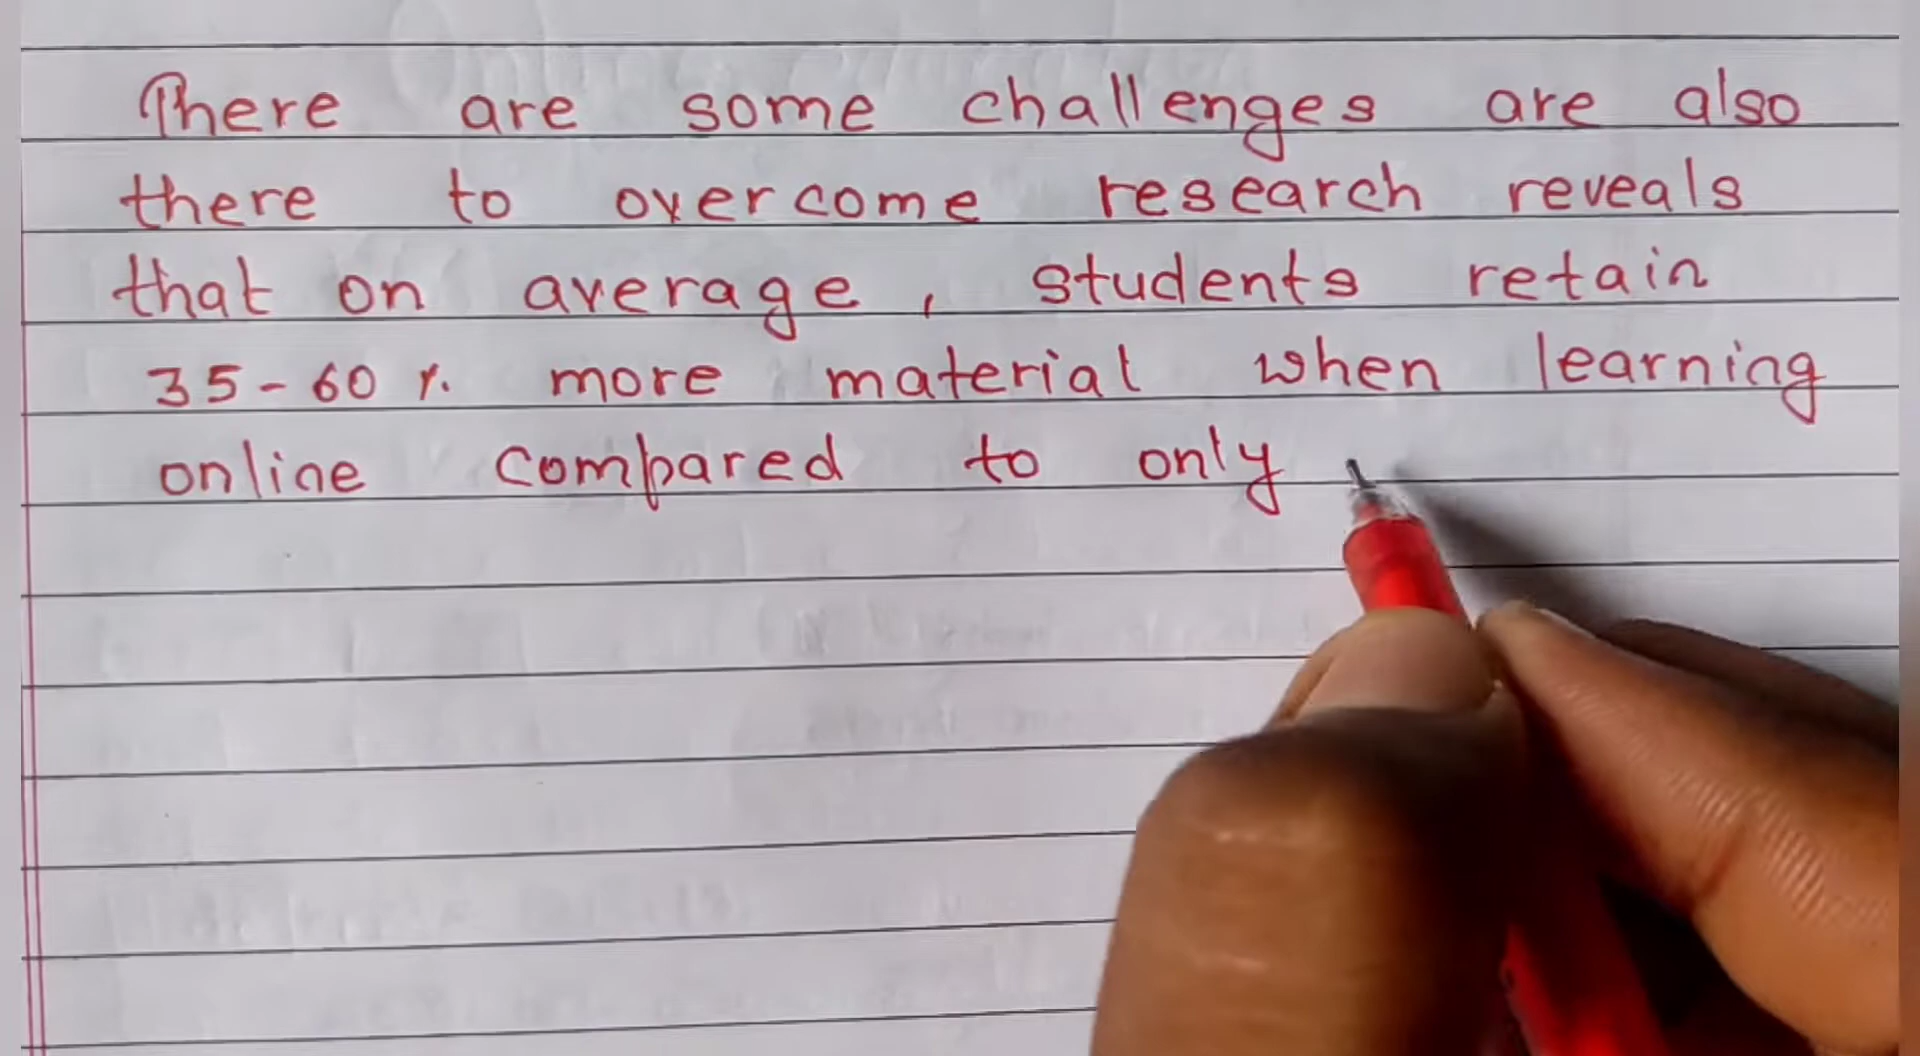 There are some challenges are also
there to overcome research reveals
that on average, students retain
35-60% more material when learning
online compared to only